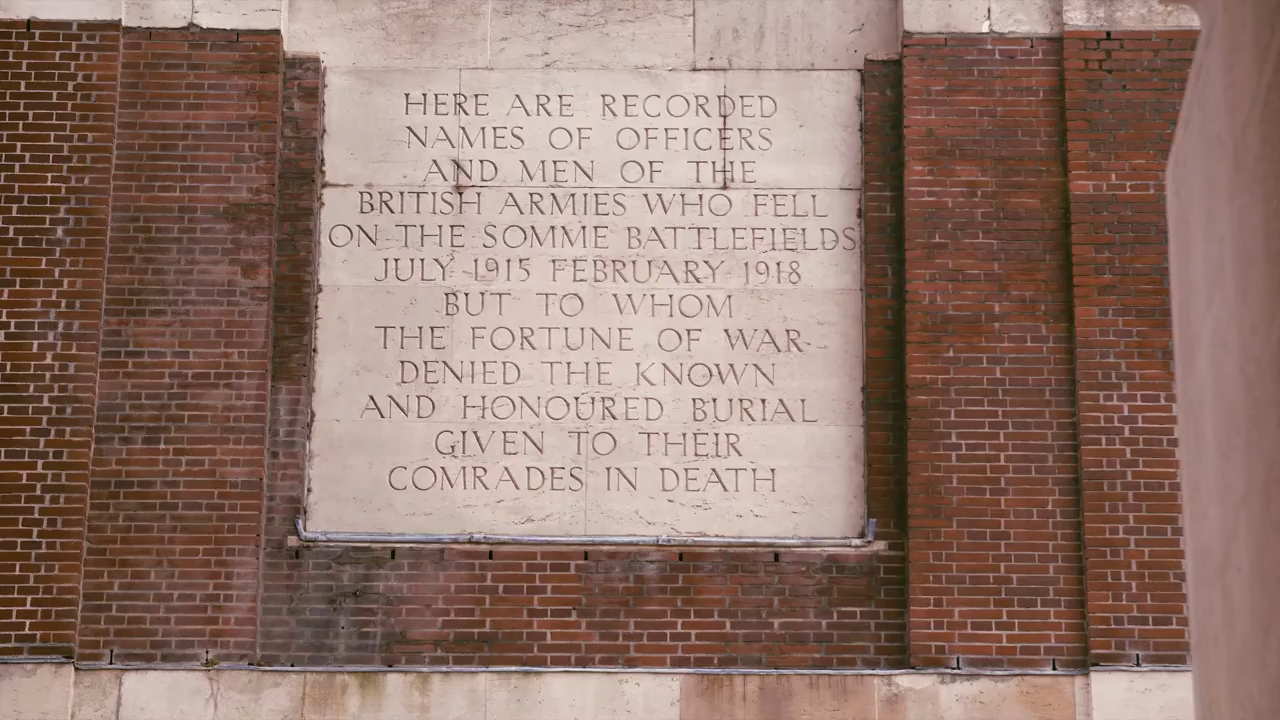 HERE ARE RECORDED
NAMES OF OFFICERS
AND MEN OF THE
BRITISH ARMIES WHO FELL
ON THE SOMME BATTLEFIELDS
JULY 1915 FEBRUARY 1918
BUT TO WHOM
THE FORTUNE OF WAR
DENIED THE KNOWN
AND HONOURED BURIAL
GIVEN TO THEIR
COMRADES IN DEATH